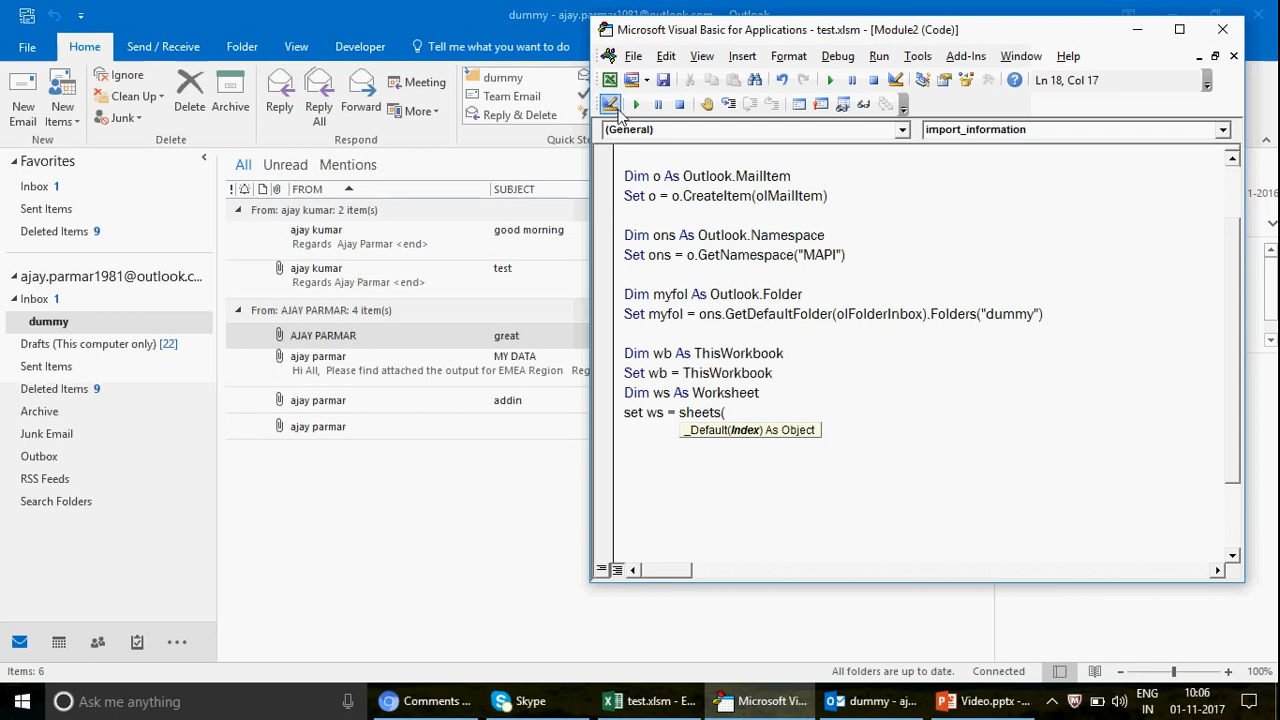 dummy - ajay.parmar1981@outlook.com - Outlook
File
Home
Send / Receive
Folder
View
Developer
Tell me what you want to do
New Email
New Items
New
Ignore
Clean Up
Junk
Delete
Archive
Delete
Reply
Reply All
Forward
Meeting
More
Respond
dummy
Team Email
Reply & Delete
Favorites
Inbox 1
Sent Items
Deleted Items 9
ajay.parmar1981@outlook.c...
Inbox 1
dummy
Drafts (This computer only) [22]
Sent Items
Deleted Items 9
Archive
Junk Email
Outbox
RSS Feeds
Search Folders
All Unread Mentions
FROM SUBJECT
From: ajay kumar: 2 item(s)
ajay kumar good morning
Regards Ajay Parmar <end>
ajay kumar test
Regards Ajay Parmar <end>
From: AJAY PARMAR: 4 item(s)
AJAY PARMAR great
ajay parmar MY DATA
Hi All, Please find attached the output for EMEA Region
ajay parmar addin
ajay parmar
Microsoft Visual Basic for Applications - test.xlsm - [Module2 (Code)]
File Edit View Insert Format Debug Run Tools Add-Ins Window Help
Ln 18, Col 17
(General)
import_information
Dim o As Outlook.MailItem
Set o = o.CreateItem(olMailItem)
Dim ons As Outlook.Namespace
Set ons = o.GetNamespace("MAPI")
Dim myfol As Outlook.Folder
Set myfol = ons.GetDefaultFolder(olFolderInbox).Folders("dummy")
Dim wb As ThisWorkbook
Set wb = ThisWorkbook
Dim ws As Worksheet
set ws = sheets(
_Default(Index) As Object
-2016
Items: 6
All folders are up to date.
Connected
100%
Ask me anything
Comments ...
Skype
test.xlsm - E...
Microsoft Vi...
dummy - aj...
Video.pptx - ...
ENG
IN
10:06
01-11-2017